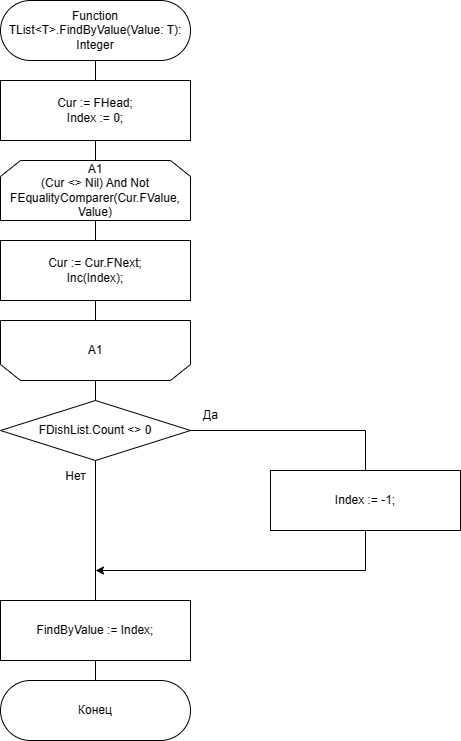 Function
TList<T>.FindByValue(Value: T):
Integer
Cur := FHead;
Index := 0;
A1
(Cur <> Nil) And Not
FEqualityComparer(Cur.FValue,
Value)
Cur := Cur.FNext;
Inc(Index);
A1
FDishList.Count <> 0
Да
Нет
Index := -1;
FindByValue := Index;
Конец